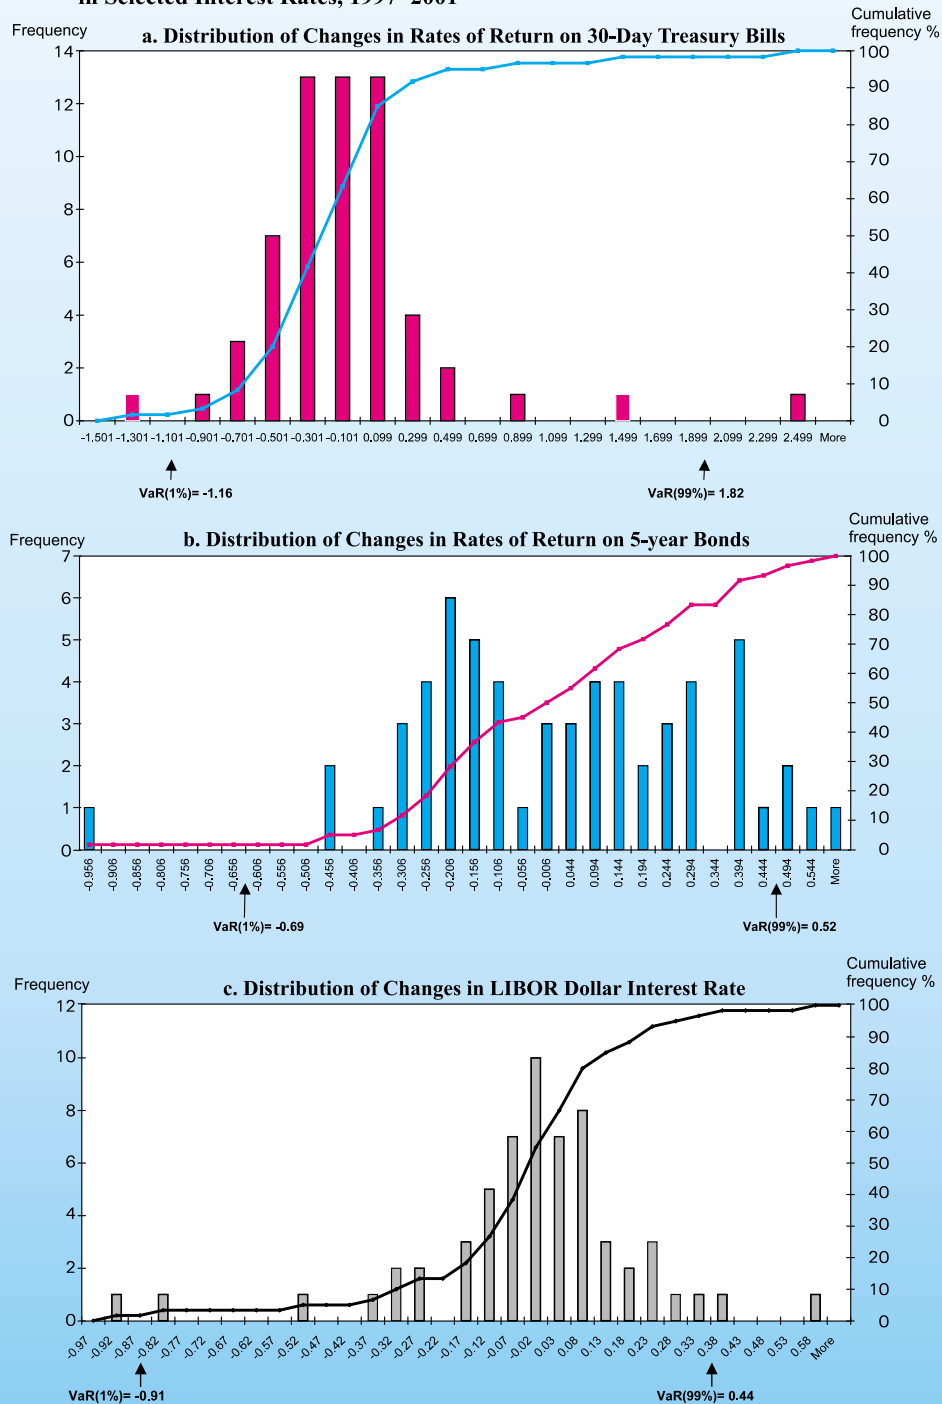 in Selected Interest Rates, 1997–2001
Frequency
Cumulative
frequency %
a. Distribution of Changes in Rates of Return on 30-Day Treasury Bills
14
12
10
8
6
4
2
0
100
90
80
70
60
50
40
30
20
10
0
-1.501 -1.301 -1.101 -0.901 -0.701 -0.501 -0.301 -0.101 0.099 0.299 0.499 0.699 0.899 1.099 1.299 1.499 1.699 1.899 2.099 2.299 2.499 More
VaR(1%)= -1.16
VaR(99%)= 1.82
Frequency
Cumulative
frequency %
b. Distribution of Changes in Rates of Return on 5-year Bonds
7
6
5
4
3
2
1
0
100
90
80
70
60
50
40
30
20
10
0
-0.956 -0.906 -0.856 -0.806 -0.756 -0.706 -0.656 -0.606 -0.556 -0.506 -0.456 -0.406 -0.356 -0.306 -0.256 -0.206 -0.156 -0.106 -0.056 -0.006 0.044 0.094 0.144 0.194 0.244 0.294 0.344 0.394 0.444 0.494 0.544 More
VaR(1%)= -0.69
VaR(99%)= 0.52
Frequency
Cumulative
frequency %
c. Distribution of Changes in LIBOR Dollar Interest Rate
12
10
8
6
4
2
0
100
90
80
70
60
50
40
30
20
10
0
-0.97 -0.92 -0.87 -0.82 -0.77 -0.72 -0.67 -0.62 -0.57 -0.52 -0.47 -0.42 -0.37 -0.32 -0.27 -0.22 -0.17 -0.12 -0.07 -0.02 0.03 0.08 0.13 0.18 0.23 0.28 0.33 0.38 0.43 0.48 0.53 0.58 More
VaR(1%)= -0.91
VaR(99%)= 0.44